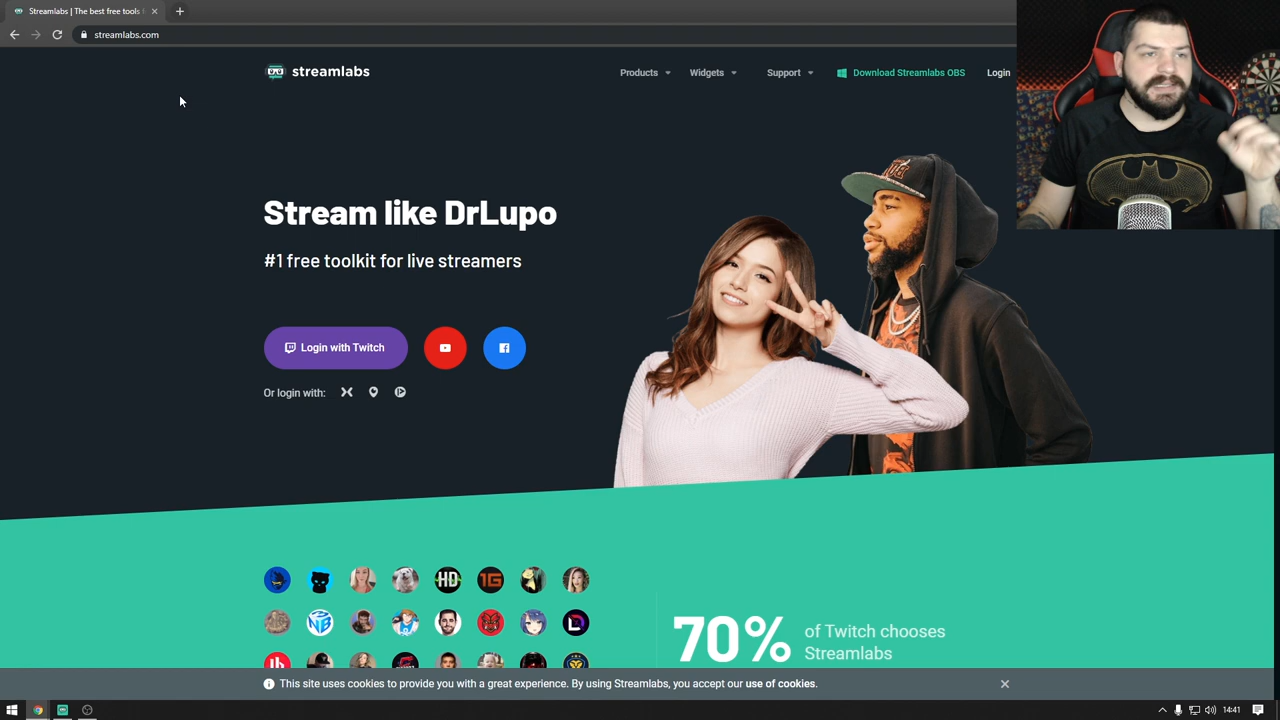 Streamlabs | The best free tools f
streamlabs.com
streamlabs
Products
Widgets
Support
Download Streamlabs OBS
Login
Stream like DrLupo
#1 free toolkit for live streamers
Login with Twitch
Or login with:
HD
1G
70%
of Twitch chooses
Streamlabs
This site uses cookies to provide you with a great experience. By using Streamlabs, you accept our use of cookies.
14:41